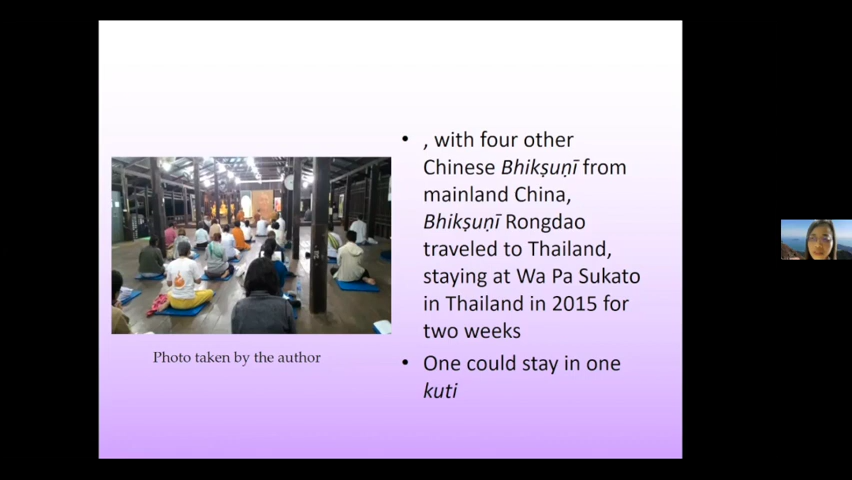 • , with four other
Chinese Bhikṣuṇī from
mainland China,
Bhikṣuṇī Rongdao
traveled to Thailand,
staying at Wa Pa Sukato
in Thailand in 2015 for
two weeks
• One could stay in one
kuti
Photo taken by the author